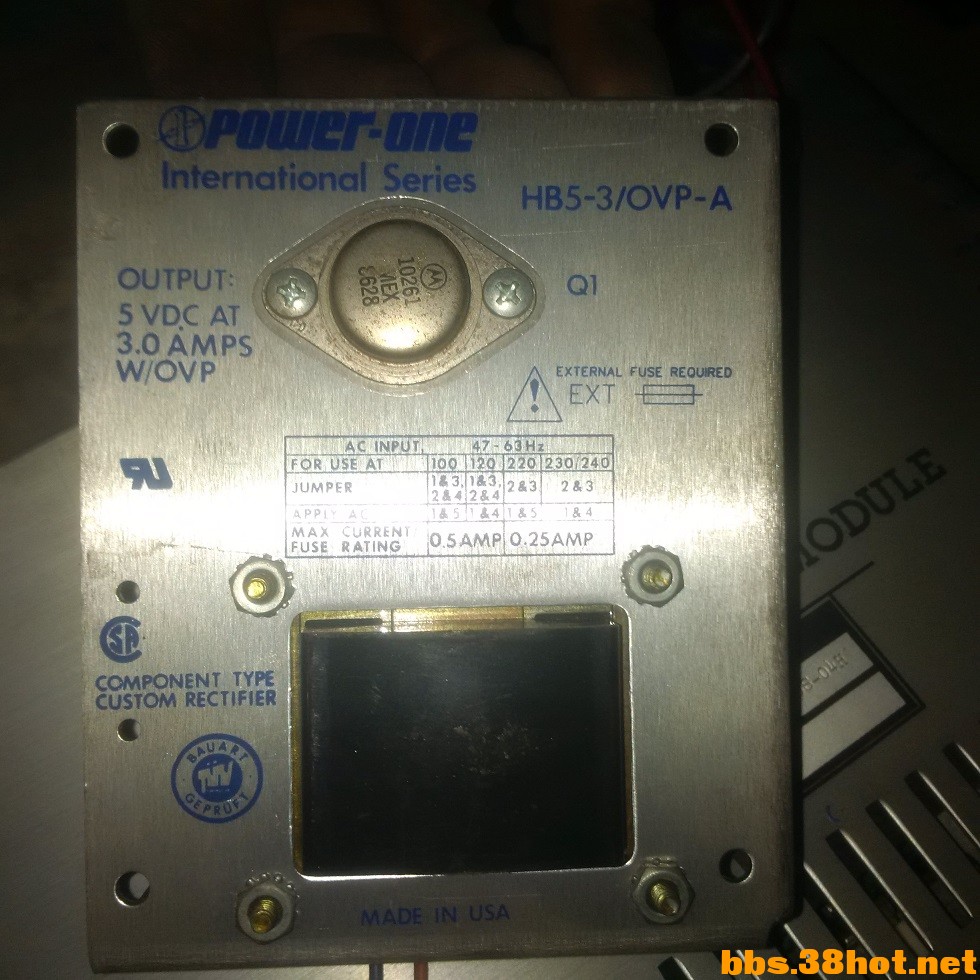 POWER-ONE
International Series
HB5-3/OVP-A
OUTPUT:
5 VDC AT
3.0 AMPS
W/OVP
M
10261
MEX
Q1
EXTERNAL FUSE REQUIRED
EXT
AC INPUT, 47-63Hz
FOR USE AT 100 120 220 230/240
JUMPER 1&3, 2&4 1&3, 2&4 2&3 2&3
APPLY AC 1&5 1&4 1&5 1&4
MAX CURRENT FUSE RATING 0.5AMP 0.25AMP
SA
COMPONENT TYPE
CUSTOM RECTIFIER
BAUART
TÜV
GEPRÜFT
MADE IN USA
MODULE
bbs.38hot.net